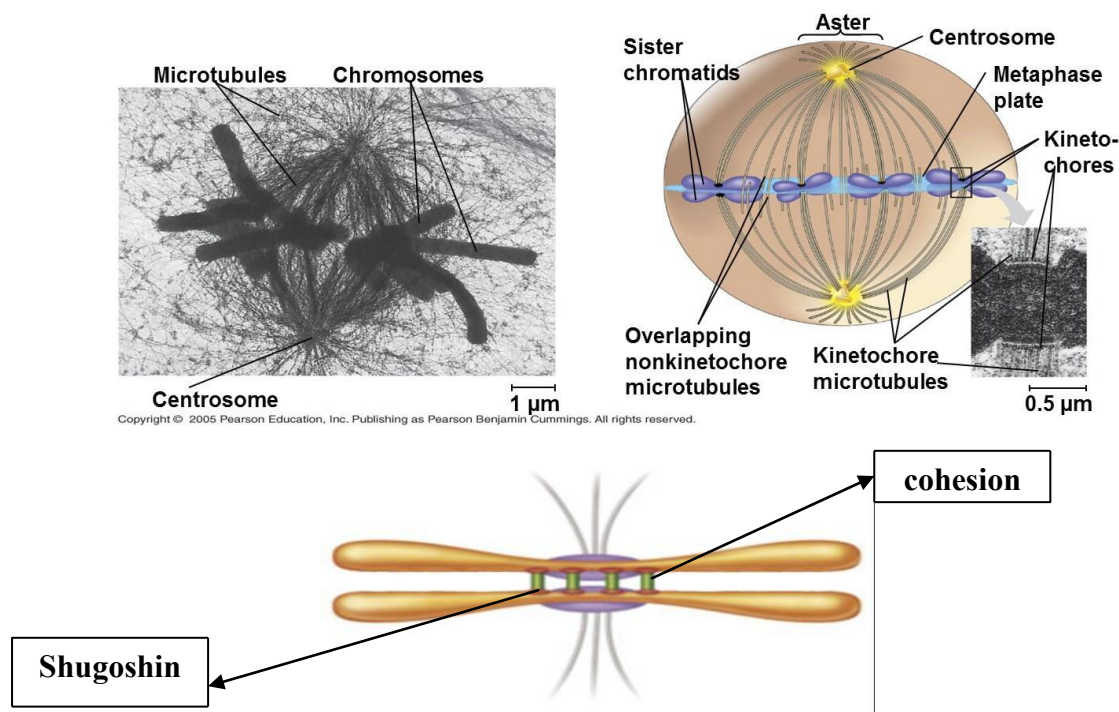 Microtubules
Chromosomes
Centrosome
1 µm
Aster
Sister
chromatids
Centrosome
Metaphase
plate
Kineto-
chores
Overlapping
nonkinetochore
microtubules
Kinetochore
microtubules
0.5 µm
Copyright © 2005 Pearson Education, Inc. Publishing as Pearson Benjamin Cummings. All rights reserved.
cohesion
Shugoshin